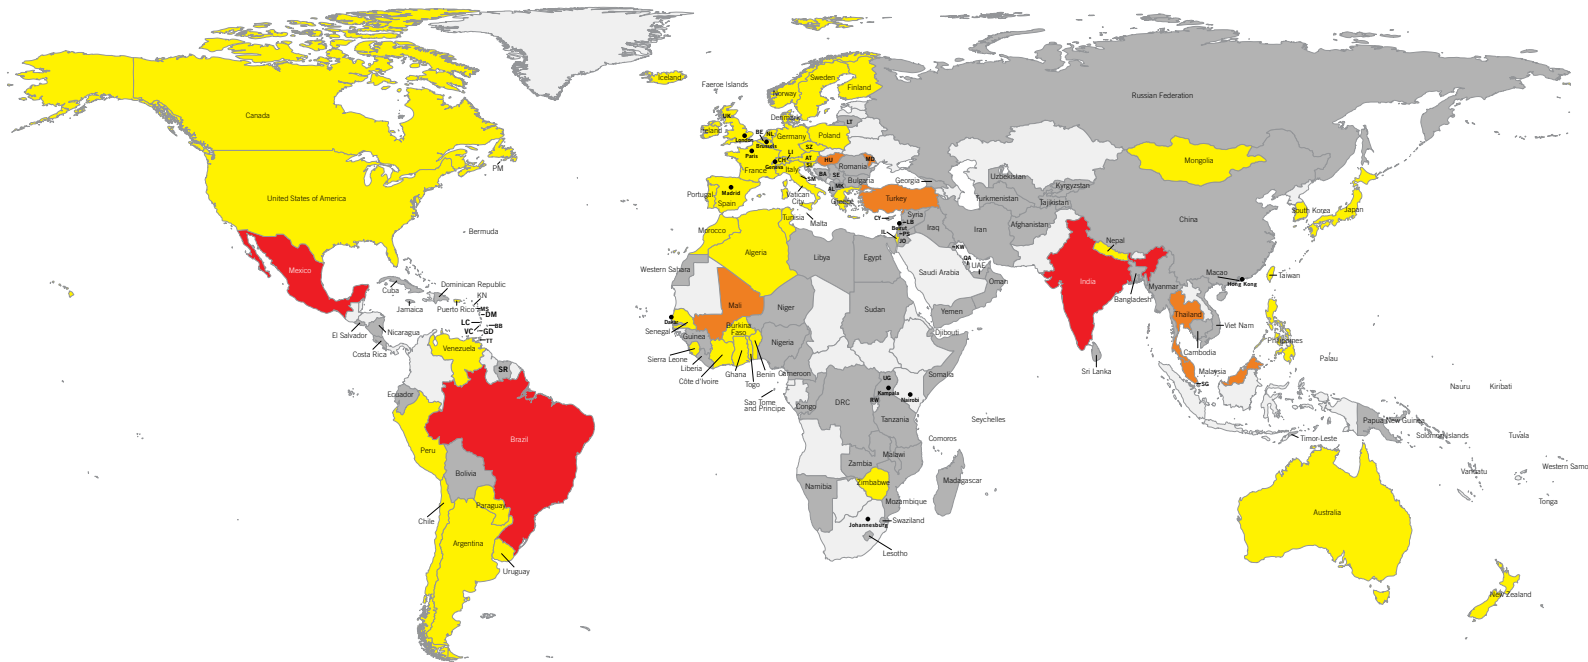 Iceland
Faeroe Islands
Sweden
Finland
Norway
Russian Federation
Canada
UK
Denmark
LT
Ireland
London
BE
NL
Brussels
Germany
Poland
Paris
LI
SZ
CH
AT
Geneva
SL
HU
MD
Mongolia
France
Italy
Romania
PM
SM
BA
SE
Bulgaria
Georgia
Uzbekistan
Kyrgyzstan
Portugal
Madrid
Spain
Vatican
City
MK
AL
Greece
Turkey
Turkmenistan
Tajikistan
United States of America
South Korea
Japan
Tunisia
Malta
CY
LB
Syria
Beirut
China
Bermuda
Morocco
IL
PS
JO
Iraq
Iran
Afghanistan
Algeria
KW
Nepal
Libya
Egypt
QA
UAE
Mexico
Western Sahara
Saudi Arabia
Macao
Taiwan
Hong Kong
Cuba
Dominican Republic
Oman
India
Myanmar
KN
Bangladesh
Jamaica
Puerto Rico
MS
DM
Mali
Niger
Sudan
Yemen
Thailand
LC
Dakar
BB
El Salvador
Nicaragua
VC
GD
Senegal
Burkina
Faso
Djibouti
Viet Nam
TT
Guinea
Nigeria
Philippines
Costa Rica
Venezuela
Cambodia
Sierra Leone
Liberia
Benin
Cameroon
Somalia
Sri Lanka
Palau
SR
Côte d'Ivoire
Ghana
Togo
UG
Malaysia
SG
Kampala
Nauru
Kiribati
Ecuador
Sao Tome
and Principe
Congo
DRC
RW
Nairobi
Tanzania
Seychelles
Papua New Guinea
Brazil
Comoros
Timor-Leste
Solomon Islands
Tuvala
Peru
Malawi
Bolivia
Zambia
Vanuatu
Western Samo
Zimbabwe
Madagascar
Namibia
Mozambique
Tonga
Paraguay
Chile
Johannesburg
Swaziland
Australia
Argentina
Lesotho
Uruguay
New Zealand